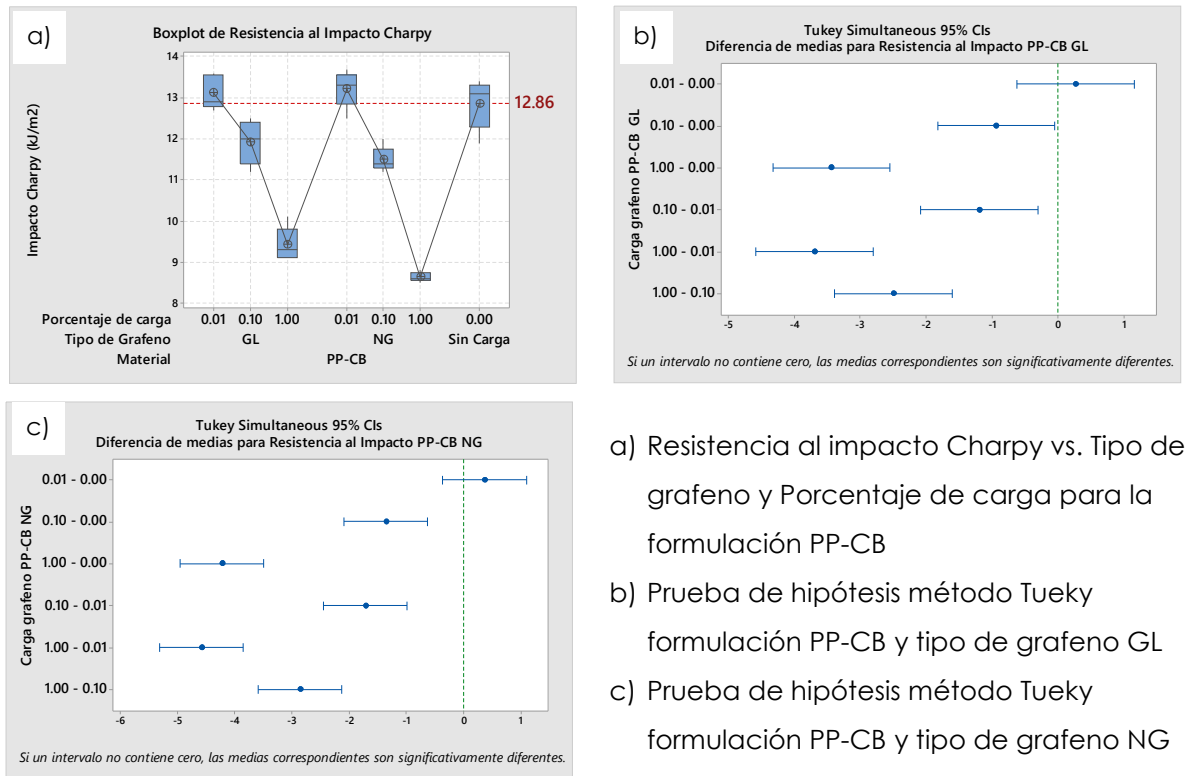 a)
Boxplot de Resistencia al Impacto Charpy
Impacto Charpy (kJ/m2)
14
13
12
11
10
9
8
12.86
Porcentaje de carga 0.01 0.10 1.00 0.01 0.10 1.00 0.00
Tipo de Grafeno GL NG Sin Carga
Material PP-CB
b)
Tukey Simultaneous 95% CIs
Diferencia de medias para Resistencia al Impacto PP-CB GL
Carga grafeno PP-CB GL
0.01 - 0.00
0.10 - 0.00
1.00 - 0.00
0.10 - 0.01
1.00 - 0.01
1.00 - 0.10
-5 -4 -3 -2 -1 0 1
Si un intervalo no contiene cero, las medias correspondientes son significativamente diferentes.
c)
Tukey Simultaneous 95% CIs
Diferencia de medias para Resistencia al Impacto PP-CB NG
Carga grafeno PP-CB NG
0.01 - 0.00
0.10 - 0.00
1.00 - 0.00
0.10 - 0.01
1.00 - 0.01
1.00 - 0.10
-6 -5 -4 -3 -2 -1 0 1
Si un intervalo no contiene cero, las medias correspondientes son significativamente diferentes.
a) Resistencia al impacto Charpy vs. Tipo de
grafeno y Porcentaje de carga para la
formulación PP-CB
b) Prueba de hipótesis método Tueky
formulación PP-CB y tipo de grafeno GL
c) Prueba de hipótesis método Tueky
formulación PP-CB y tipo de grafeno NG